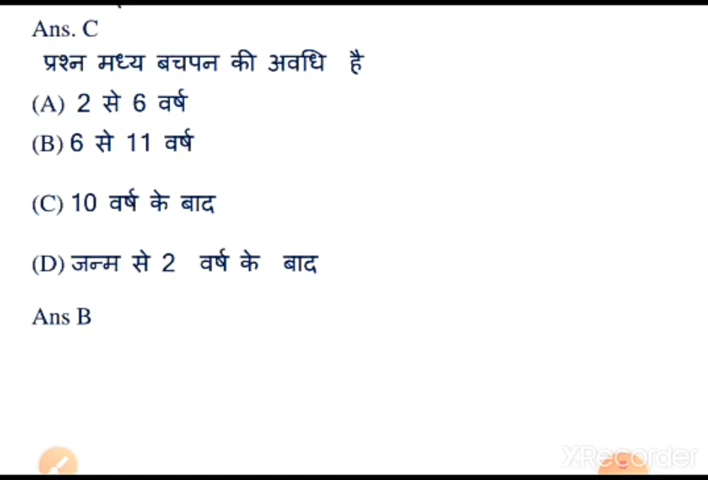 Ans. C
प्रश्न मध्य बचपन की अवधि है
(A) 2 से 6 वर्ष
(B) 6 से 11 वर्ष
(C) 10 वर्ष के बाद
(D) जन्म से 2 वर्ष के बाद
Ans B
XRecorder